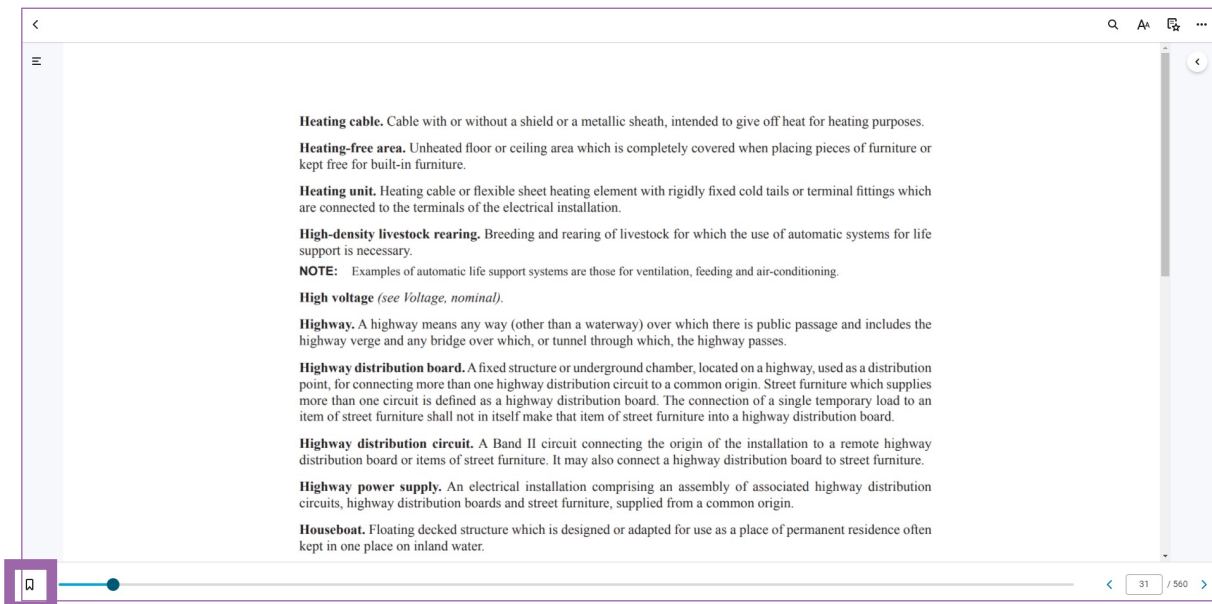 AA
Heating cable. Cable with or without a shield or a metallic sheath, intended to give off heat for heating purposes.
Heating-free area. Unheated floor or ceiling area which is completely covered when placing pieces of furniture or
kept free for built-in furniture.
Heating unit. Heating cable or flexible sheet heating element with rigidly fixed cold tails or terminal fittings which
are connected to the terminals of the electrical installation.
High-density livestock rearing. Breeding and rearing of livestock for which the use of automatic systems for life
support is necessary.
NOTE: Examples of automatic life support systems are those for ventilation, feeding and air-conditioning.
High voltage (see Voltage, nominal).
Highway. A highway means any way (other than a waterway) over which there is public passage and includes the
highway verge and any bridge over which, or tunnel through which, the highway passes.
Highway distribution board. A fixed structure or underground chamber, located on a highway, used as a distribution
point, for connecting more than one highway distribution circuit to a common origin. Street furniture which supplies
more than one circuit is defined as a highway distribution board. The connection of a single temporary load to an
item of street furniture shall not in itself make that item of street furniture into a highway distribution board.
Highway distribution circuit. A Band II circuit connecting the origin of the installation to a remote highway
distribution board or items of street furniture. It may also connect a highway distribution board to street furniture.
Highway power supply. An electrical installation comprising an assembly of associated highway distribution
circuits, highway distribution boards and street furniture, supplied from a common origin.
Houseboat. Floating decked structure which is designed or adapted for use as a place of permanent residence often
kept in one place on inland water.
31 / 560